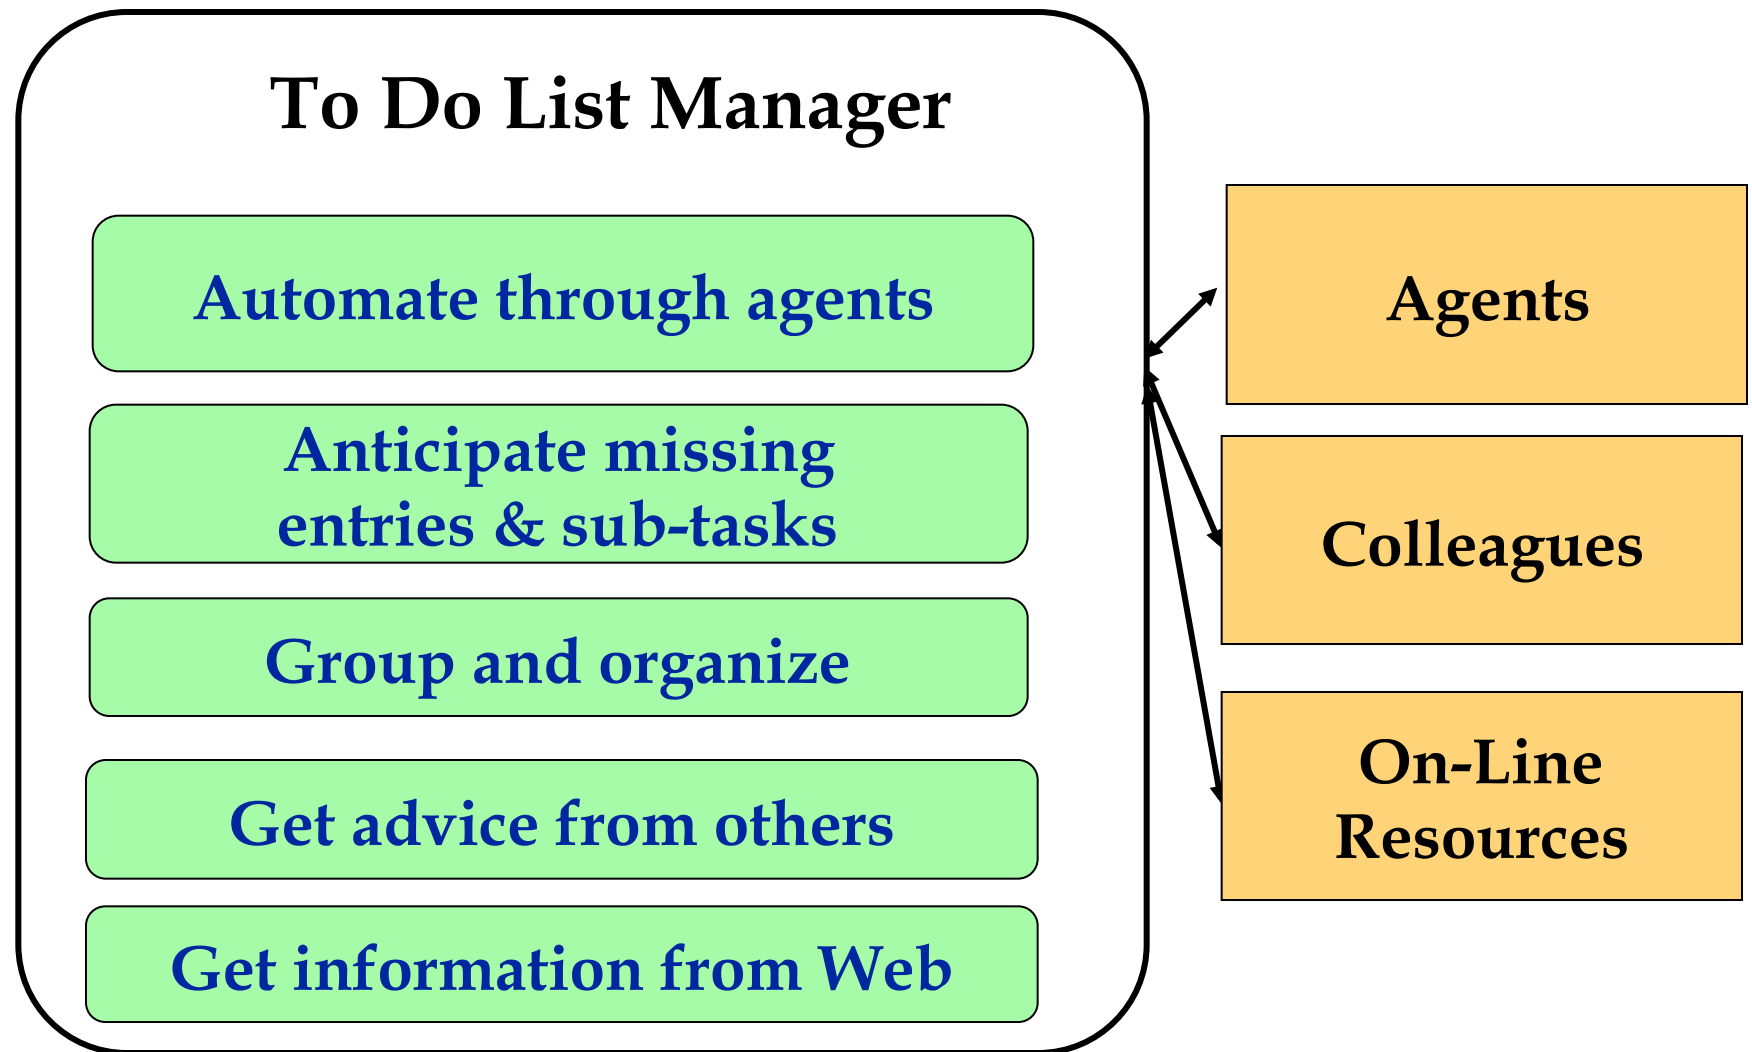 To Do List Manager
Automate through agents
Anticipate missing
entries & sub-tasks
Group and organize
Get advice from others
Get information from Web
Agents
Colleagues
On-Line
Resources